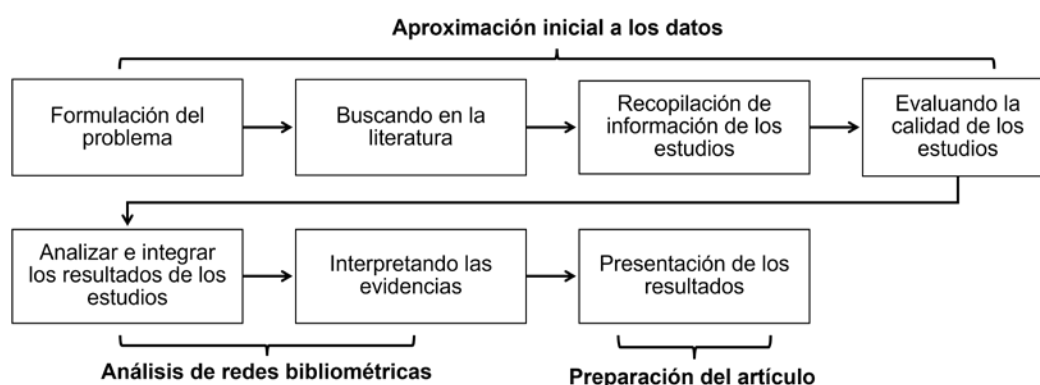 Aproximación inicial a los datos
Formulación del
problema
Buscando en la
literatura
Recopilación de
información de los
estudios
Evaluando la
calidad de los
estudios
Analizar e integrar
los resultados de los
estudios
Interpretando las
evidencias
Presentación de los
resultados
Análisis de redes bibliométricas
Preparación del artículo